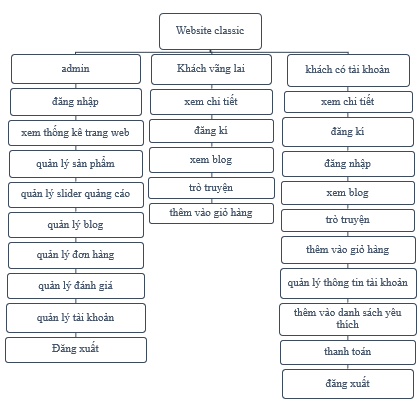 Website classic
admin
đăng nhập
xem thống kê trang web
quản lý sản phẩm
quản lý slider quảng cáo
quản lý blog
quản lý đơn hàng
quản lý đánh giá
quản lý tài khoản
Đăng xuất
Khách vãng lai
xem chi tiết
đăng kí
xem blog
trò truyện
thêm vào giỏ hàng
khách có tài khoản
xem chi tiết
đăng kí
đăng nhập
xem blog
trò truyện
thêm vào giỏ hàng
quản lý thông tin tài khoản
thêm vào danh sách yêu
thích
thanh toán
đăng xuất